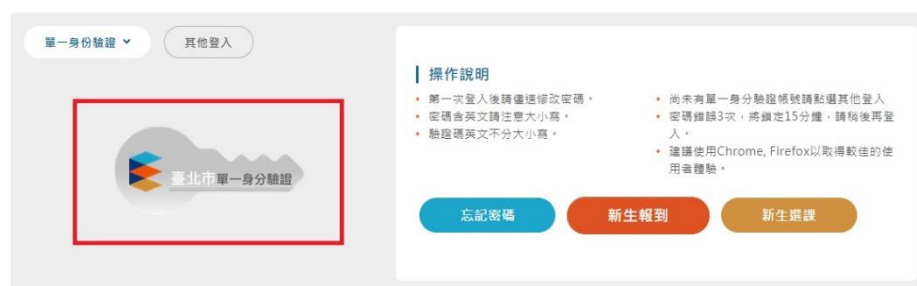 單一身份驗證
其他登入
臺北市單一身分驗證
操作說明
• 第一次登入後請儘速修改密碼。
• 密碼含英文請注意大小寫。
• 驗證碼英文不分大小寫。
• 尚未有單一身分驗證帳號請點選其他登入
• 密碼錯誤3次，將鎖定15分鐘，請稍後再登
入。
• 建議使用Chrome, Firefox以取得較佳的使
用者體驗。
忘記密碼
新生報到
新生選課